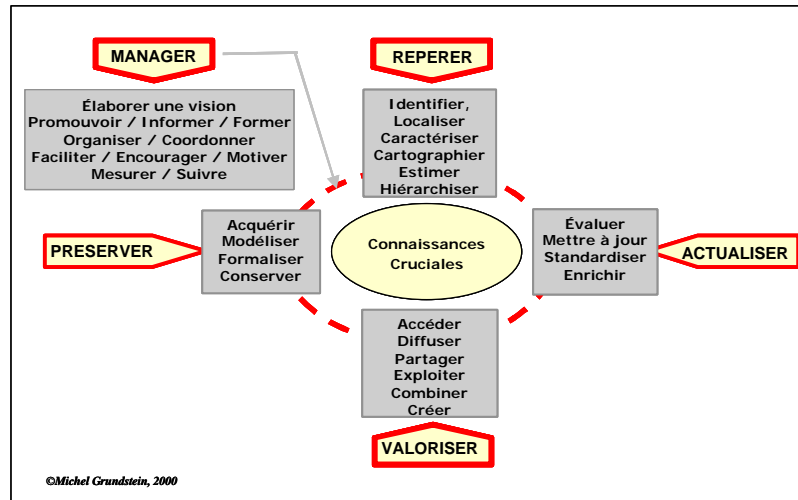 MANAGER
Élaborer une vision
Promouvoir / Informer / Former
Organiser / Coordonner
Faciliter / Encourager / Motiver
Mesurer / Suivre
REPERER
Identifier,
Localiser
Caractériser
Cartographier
Estimer
Hiérarchiser
PRESERVER
Acquérir
Modéliser
Formaliser
Conserver
Connaissances
Cruciales
Évaluer
Mettre à jour
Standardiser
Enrichir
ACTUALISER
Accéder
Diffuser
Partager
Exploiter
Combiner
Créer
VALORISER
©Michel Grundstein, 2000